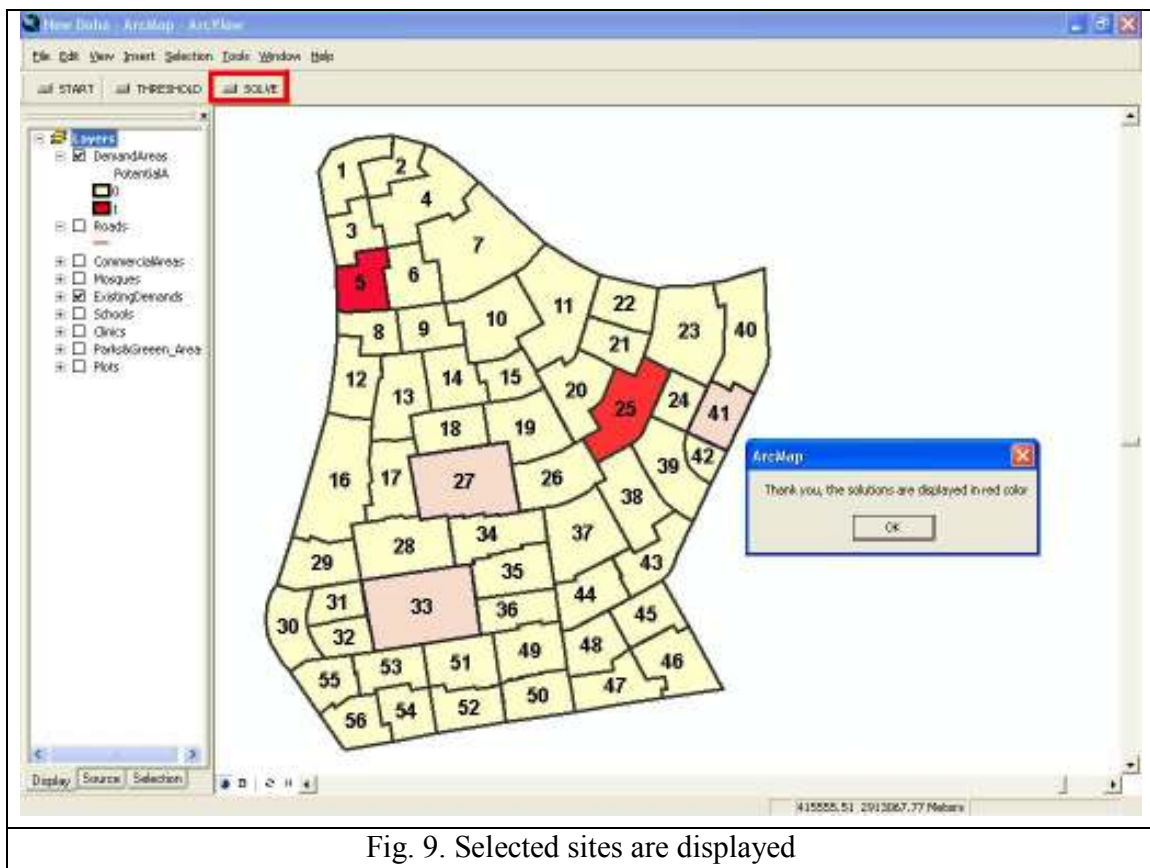 New Doha - ArcMap - ArcView
File Edit View Insert Selection Tools Window Help
START THRESHOLD SOLVE
Layers
DemandAreas
PotentialA
0
1
Roads
CommercialAreas
Mosques
ExistingDemands
Schools
Clinics
Parks&Greeen_Area
Plots
Display Source Selection
1
2
3
4
5
6
7
8
9
10
11
12
13
14
15
16
17
18
19
20
21
22
23
24
25
26
27
28
29
30
31
32
33
34
35
36
37
38
39
40
41
42
43
44
45
46
47
48
49
50
51
52
53
54
55
56
ArcMap
Thank you, the solutions are displayed in red color
OK
415555.51 2913067.77 Meters
Fig. 9. Selected sites are displayed